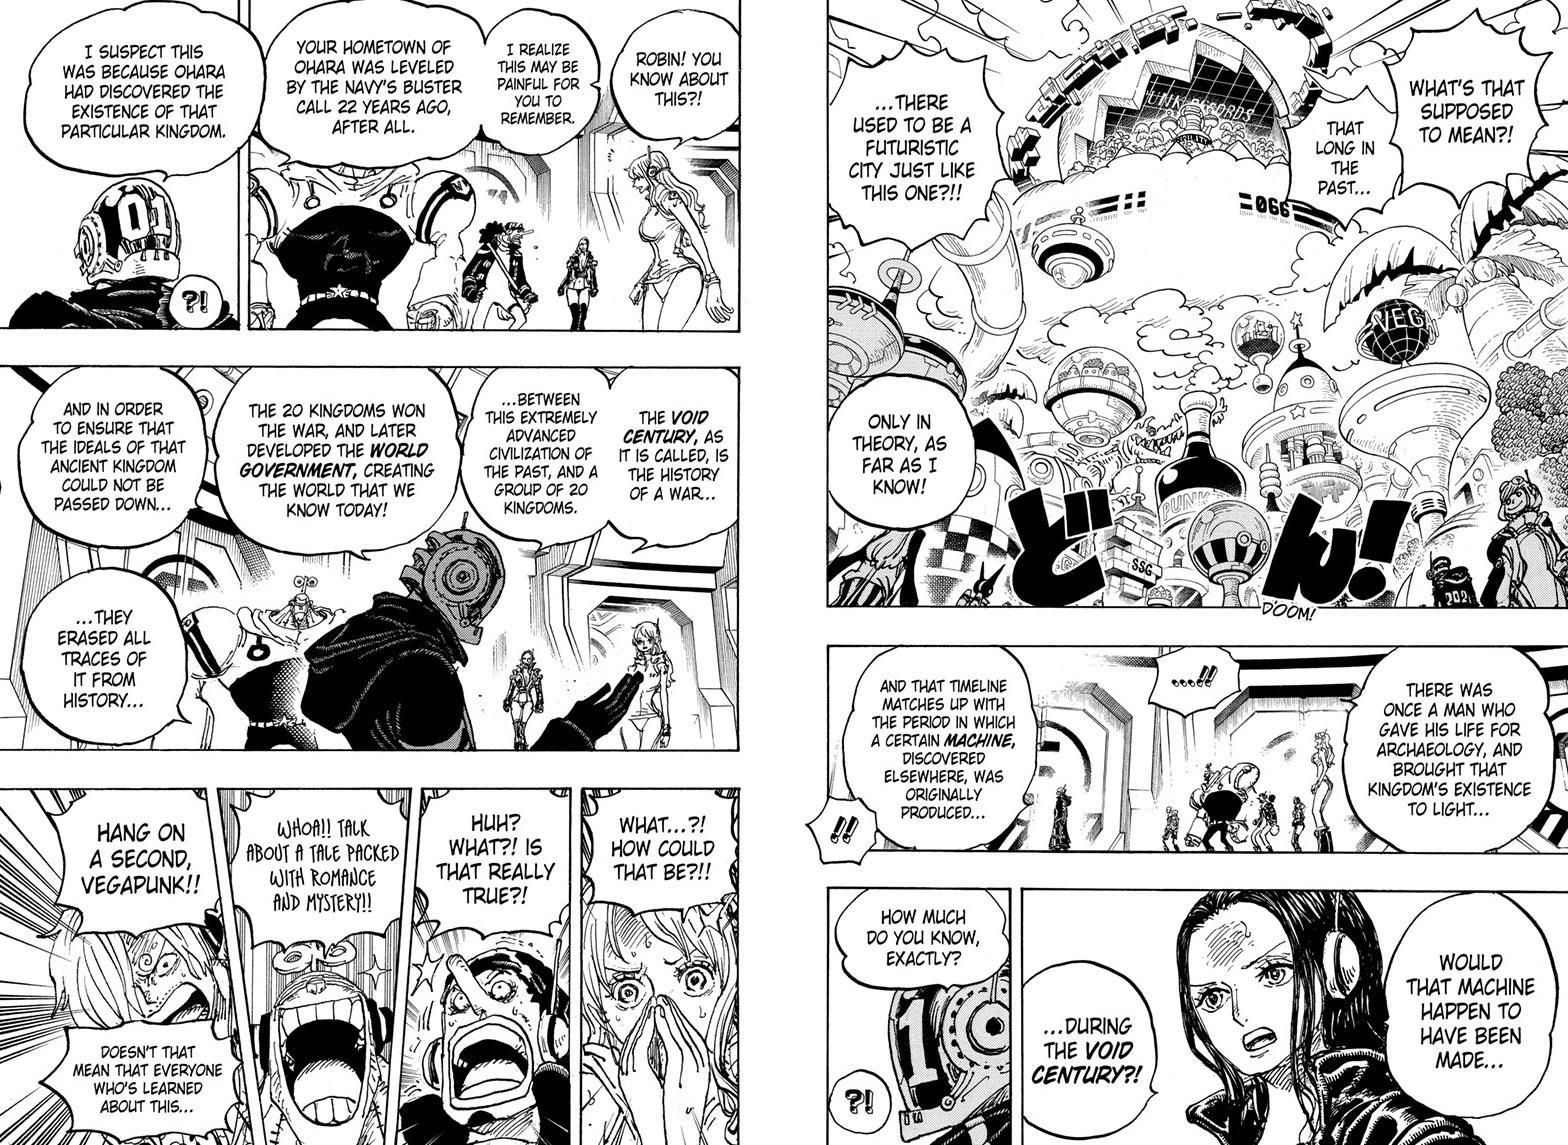 WHAT'S THAT
SUPPOSED
TO MEAN?!
THAT
LONG IN
THE
PAST...
...THERE
USED TO BE A
FUTURISTIC
CITY JUST LIKE
THIS ONE?!!
PUNK RECORDS
066
VEGA
ONLY IN
THEORY, AS
FAR AS I
KNOW!
PUNK
SSG
202
どん!
D'OOM!
THERE WAS
ONCE A MAN WHO
GAVE HIS LIFE FOR
ARCHAEOLOGY, AND
BROUGHT THAT
KINGDOM'S EXISTENCE
TO LIGHT...
...!!
AND THAT TIMELINE
MATCHES UP WITH
THE PERIOD IN WHICH
A CERTAIN MACHINE,
DISCOVERED
ELSEWHERE, WAS
ORIGINALLY
PRODUCED...
!!
WOULD
THAT MACHINE
HAPPEN TO
HAVE BEEN
MADE...
...DURING
THE VOID
CENTURY?!
HOW MUCH
DO YOU KNOW,
EXACTLY?
1
?!
ROBIN! YOU
KNOW ABOUT
THIS?!
I REALIZE
THIS MAY BE
PAINFUL FOR
YOU TO
REMEMBER.
YOUR HOMETOWN OF
OHARA WAS LEVELED
BY THE NAVY'S BUSTER
CALL 22 YEARS AGO,
AFTER ALL.
I SUSPECT THIS
WAS BECAUSE OHARA
HAD DISCOVERED THE
EXISTENCE OF THAT
PARTICULAR KINGDOM.
01
?!
THE VOID
CENTURY, AS
IT IS CALLED, IS
THE HISTORY
OF A WAR...
...BETWEEN
THIS EXTREMELY
ADVANCED
CIVILIZATION OF
THE PAST, AND A
GROUP OF 20
KINGDOMS.
THE 20 KINGDOMS WON
THE WAR, AND LATER
DEVELOPED THE WORLD
GOVERNMENT, CREATING
THE WORLD THAT WE
KNOW TODAY!
AND IN ORDER
TO ENSURE THAT
THE IDEALS OF THAT
ANCIENT KINGDOM
COULD NOT BE
PASSED DOWN...
...THEY
ERASED ALL
TRACES OF
IT FROM
HISTORY...
WHAT...?!
HOW COULD
THAT BE?!!
HUH?
WHAT?! IS
THAT REALLY
TRUE?!
WHOA!! TALK
ABOUT A TALE PACKED
WITH ROMANCE
AND MYSTERY!!
HANG ON
A SECOND,
VEGAPUNK!!
DOESN'T THAT
MEAN THAT EVERYONE
WHO'S LEARNED
ABOUT THIS...